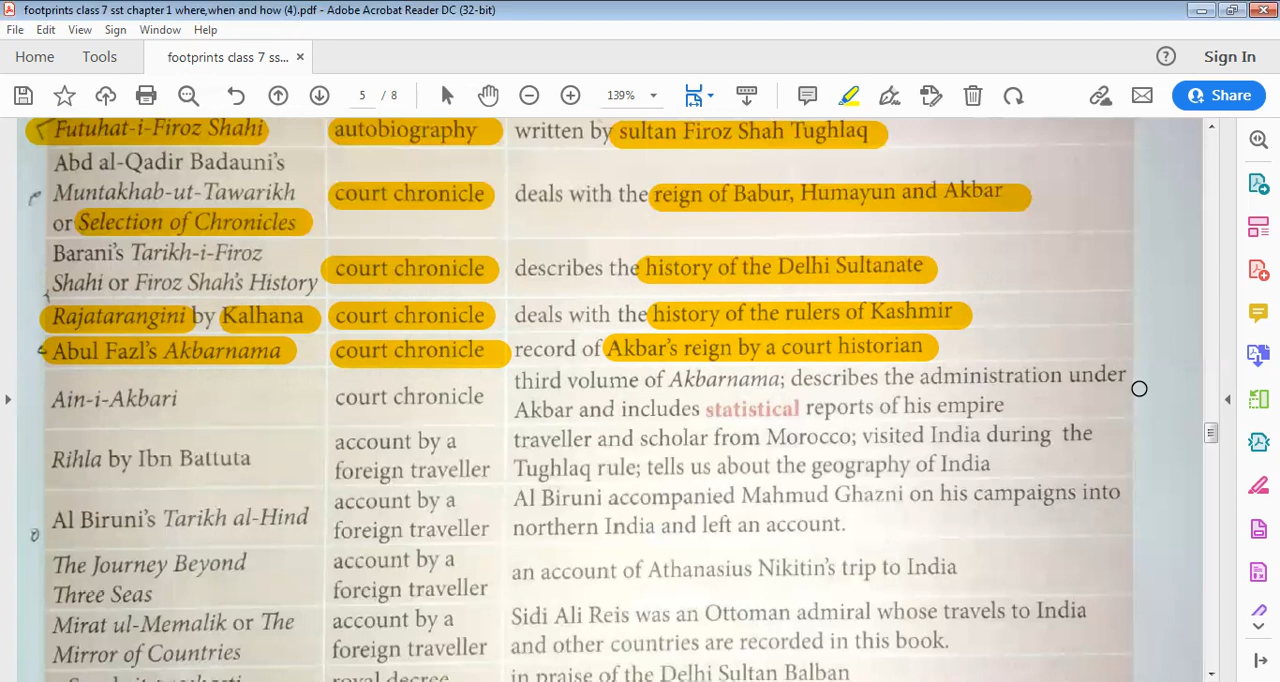 footprints class 7 sst chapter 1 where,when and how (4).pdf - Adobe Acrobat Reader DC (32-bit)
File Edit View Sign Window Help
Home Tools footprints class 7 ss... × Sign In
5 / 8 139% Share
Futuhat-i-Firoz Shahi autobiography written by sultan Firoz Shah Tughlaq
Abd al-Qadir Badauni's
Muntakhab-ut-Tawarikh court chronicle deals with the reign of Babur, Humayun and Akbar
or Selection of Chronicles
Barani's Tarikh-i-Firoz
Shahi or Firoz Shah's History court chronicle describes the history of the Delhi Sultanate
Rajatarangini by Kalhana court chronicle deals with the history of the rulers of Kashmir
Abul Fazl's Akbarnama court chronicle record of Akbar's reign by a court historian
third volume of Akbarnama; describes the administration under
Ain-i-Akbari court chronicle Akbar and includes statistical reports of his empire
account by a traveller and scholar from Morocco; visited India during the
Rihla by Ibn Battuta foreign traveller Tughlaq rule; tells us about the geography of India
account by a Al Biruni accompanied Mahmud Ghazni on his campaigns into
Al Biruni's Tarikh al-Hind foreign traveller northern India and left an account.
The Journey Beyond account by a an account of Athanasius Nikitin's trip to India
Three Seas foreign traveller
Mirat ul-Memalik or The account by a Sidi Ali Reis was an Ottoman admiral whose travels to India
Mirror of Countries foreign traveller and other countries are recorded in this book.
royal decree in praise of the Delhi Sultan Balban